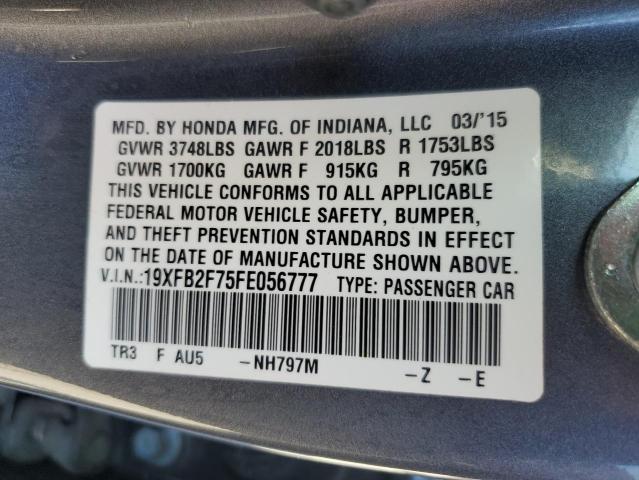 MFD. BY HONDA MFG. OF INDIANA, LLC 03/'15
GVWR 3748LBS GAWR F 2018LBS R 1753LBS
GVWR 1700KG GAWR F 915KG R 795KG
THIS VEHICLE CONFORMS TO ALL APPLICABLE
FEDERAL MOTOR VEHICLE SAFETY, BUMPER,
AND THEFT PREVENTION STANDARDS IN EFFECT
ON THE DATE OF MANUFACTURE SHOWN ABOVE.
V.I.N.:19XFB2F75FE056777 TYPE: PASSENGER CAR
TR3 F AU5 -NH797M -Z -E